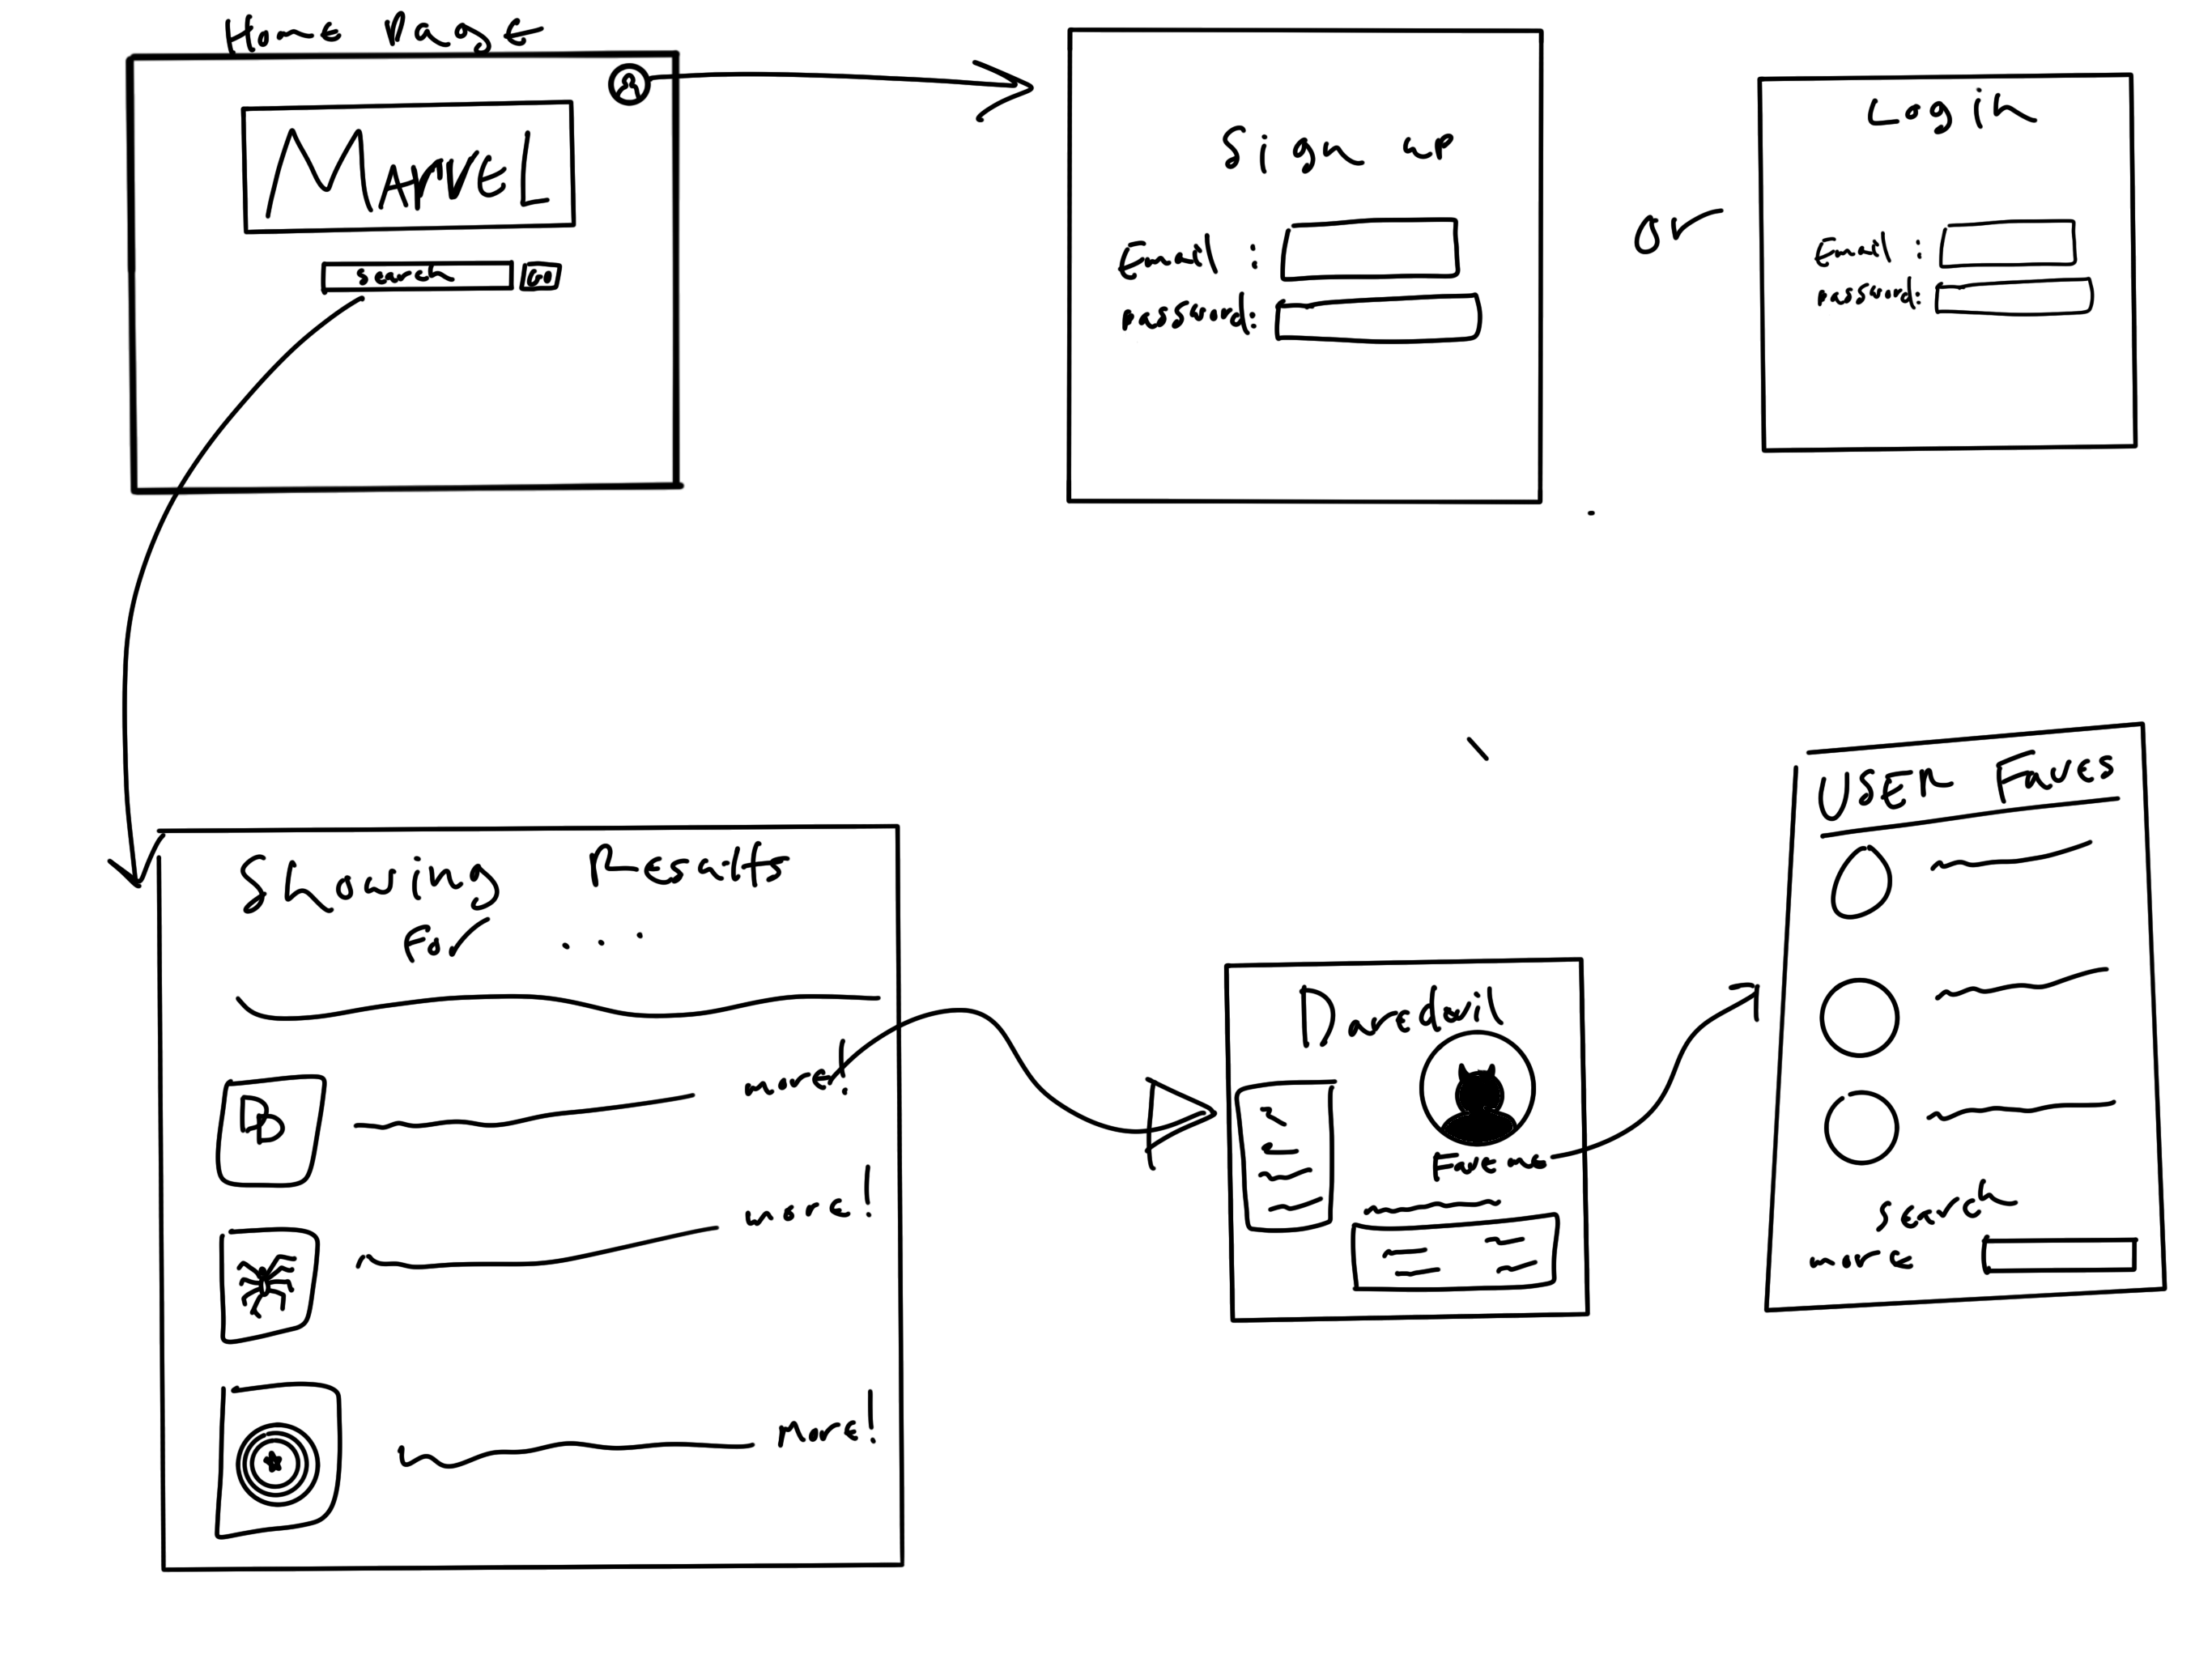 Home Page
MARVEL
search GO
Sign up
Email :
password:
or
Login
Email :
password:
Showing Results
For ...
DD
more!
more!
more!
Daredvil
Fave me
USER FAVES
search
more